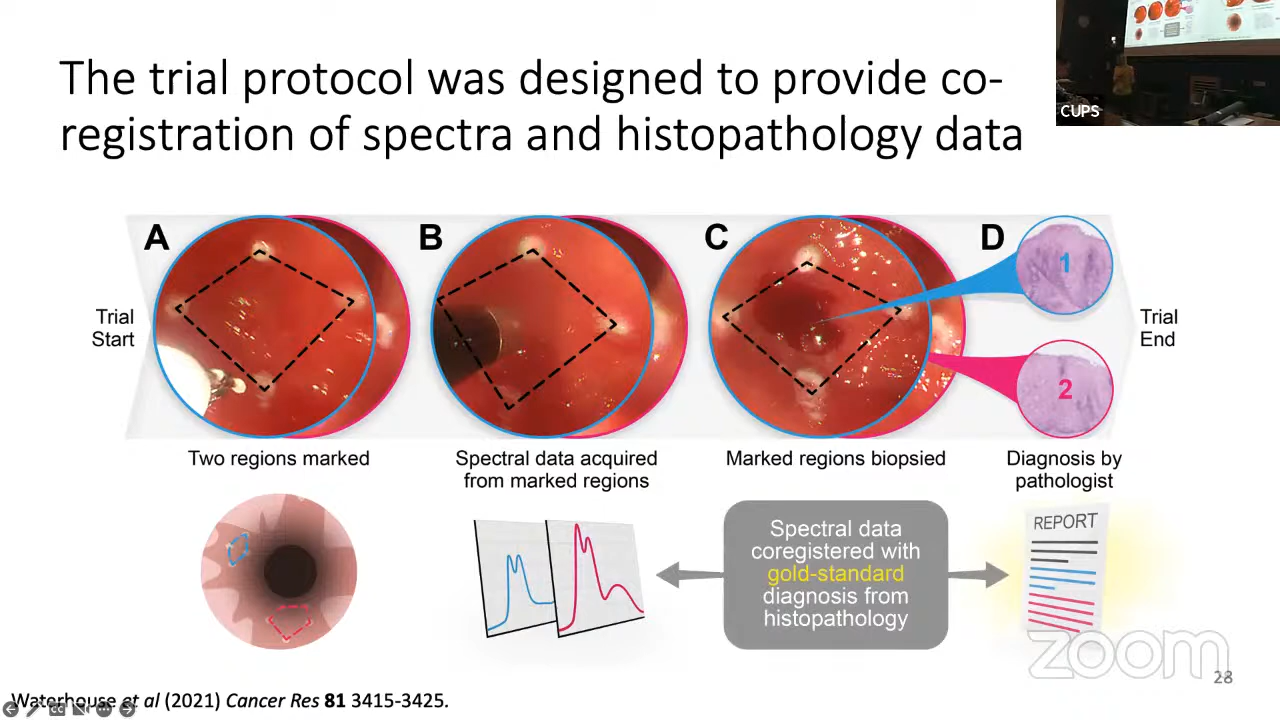 The trial protocol was designed to provide co-
registration of spectra and histopathology data
CUPS
A
B
C
D
1
2
Trial
Start
Trial
End
Two regions marked
Spectral data acquired
from marked regions
Marked regions biopsied
Diagnosis by
pathologist
Spectral data
coregistered with
gold-standard
diagnosis from
histopathology
REPORT
zoom
28
Waterhouse et al (2021) Cancer Res 81 3415-3425.